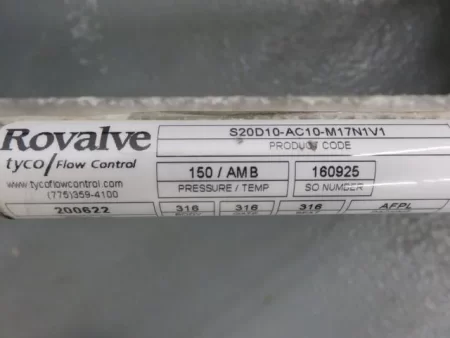 Rovalve
tyco / Flow Control
www.tycoflowcontrol.com
(775)359-4100
200622
S20D10-AC10-M17N1V1
PRODUCT CODE
150 / AMB
PRESSURE / TEMP
160925
SO NUMBER
316 316 316 AFPL